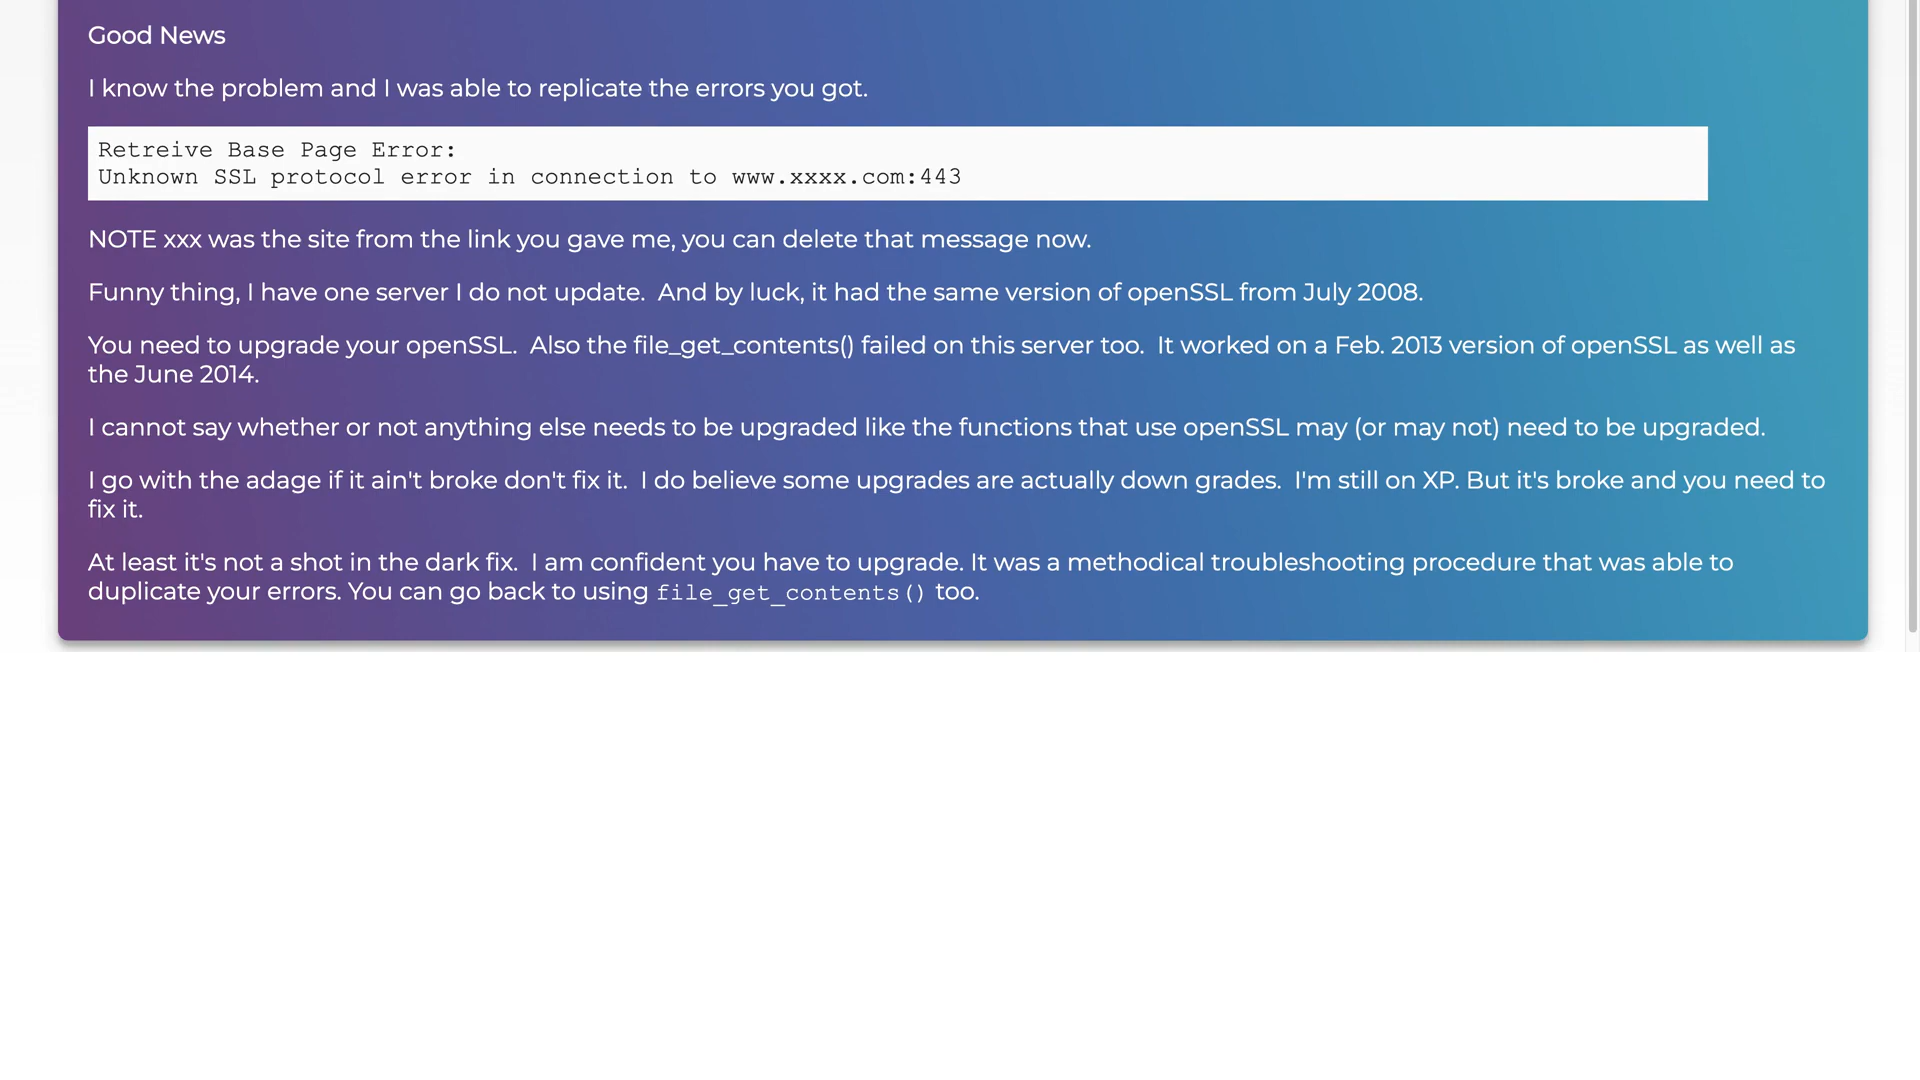 Good News
I know the problem and I was able to replicate the errors you got.
Retreive Base Page Error:
Unknown SSL protocol error in connection to www.xxxx.com:443
NOTE xxx was the site from the link you gave me, you can delete that message now.
Funny thing, I have one server I do not update.  And by luck, it had the same version of openSSL from July 2008.
You need to upgrade your openSSL.  Also the file_get_contents() failed on this server too.  It worked on a Feb. 2013 version of openSSL as well as
the June 2014.
I cannot say whether or not anything else needs to be upgraded like the functions that use openSSL may (or may not) need to be upgraded.
I go with the adage if it ain't broke don't fix it.  I do believe some upgrades are actually down grades.  I'm still on XP. But it's broke and you need to
fix it.
At least it's not a shot in the dark fix.  I am confident you have to upgrade. It was a methodical troubleshooting procedure that was able to
duplicate your errors. You can go back to using file_get_contents() too.